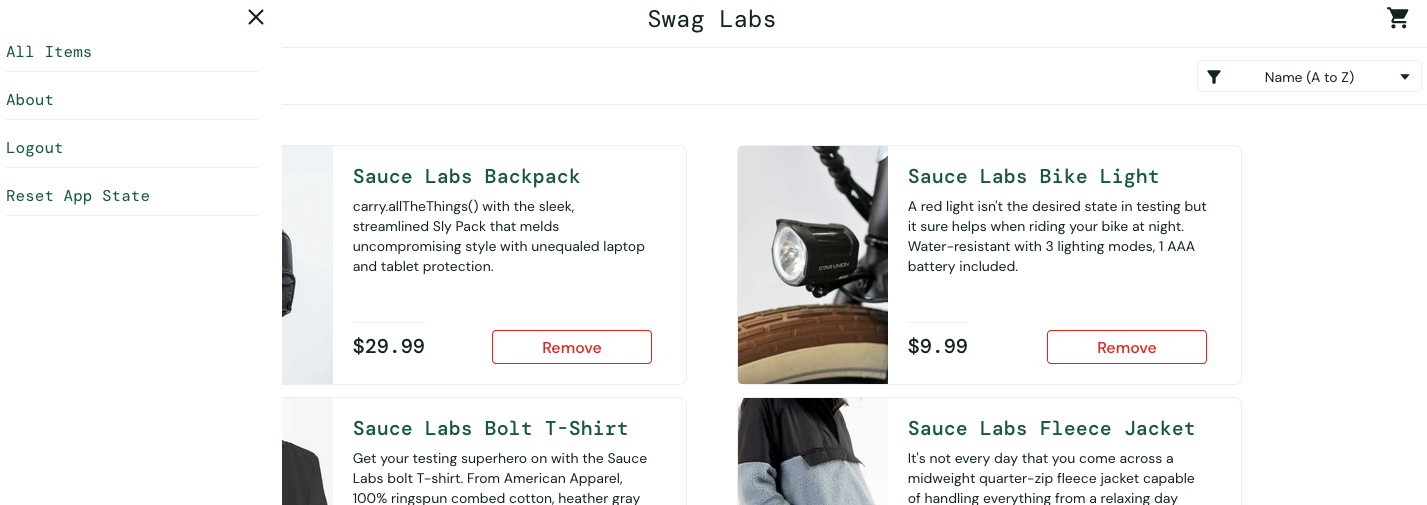 Swag Labs
All Items
About
Logout
Reset App State
Name (A to Z)
Sauce Labs Backpack
carry.allTheThings() with the sleek,
streamlined Sly Pack that melds
uncompromising style with unequaled laptop
and tablet protection.
$29.99
Remove
Sauce Labs Bike Light
A red light isn't the desired state in testing but
it sure helps when riding your bike at night.
Water-resistant with 3 lighting modes, 1 AAA
battery included.
STAR UNION
$9.99
Remove
Sauce Labs Bolt T-Shirt
Get your testing superhero on with the Sauce
Labs bolt T-shirt. From American Apparel,
100% ringspun combed cotton, heather gray
Sauce Labs Fleece Jacket
It's not every day that you come across a
midweight quarter-zip fleece jacket capable
of handling everything from a relaxing day